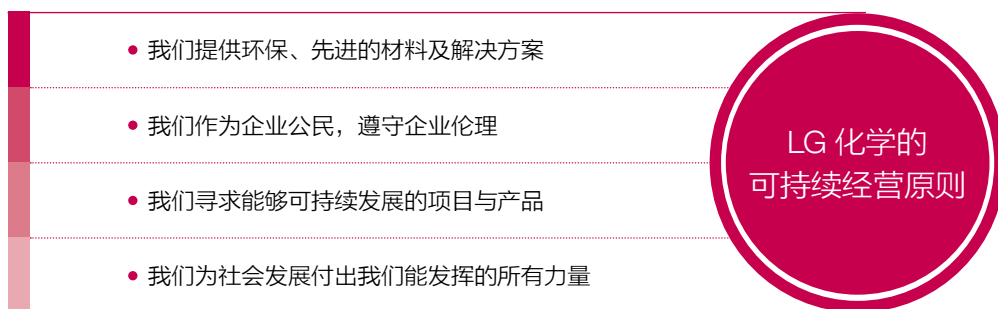 我们提供环保、先进的材料及解决方案
我们作为企业公民，遵守企业伦理
我们寻求能够可持续发展的项目与产品
我们为社会发展付出我们能发挥的所有力量
LG 化学的
可持续经营原则